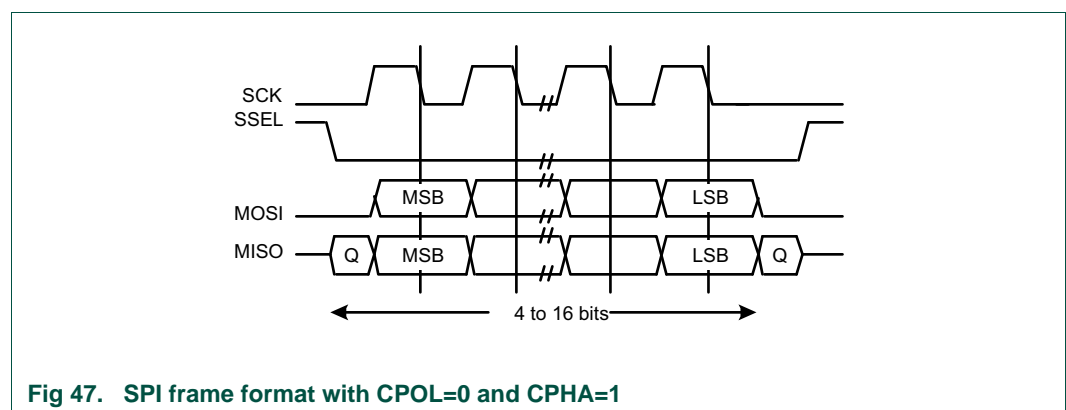 SCK
SSEL
MOSI
MSB
LSB
MISO
Q
MSB
LSB
Q
4 to 16 bits
Fig 47. SPI frame format with CPOL=0 and CPHA=1